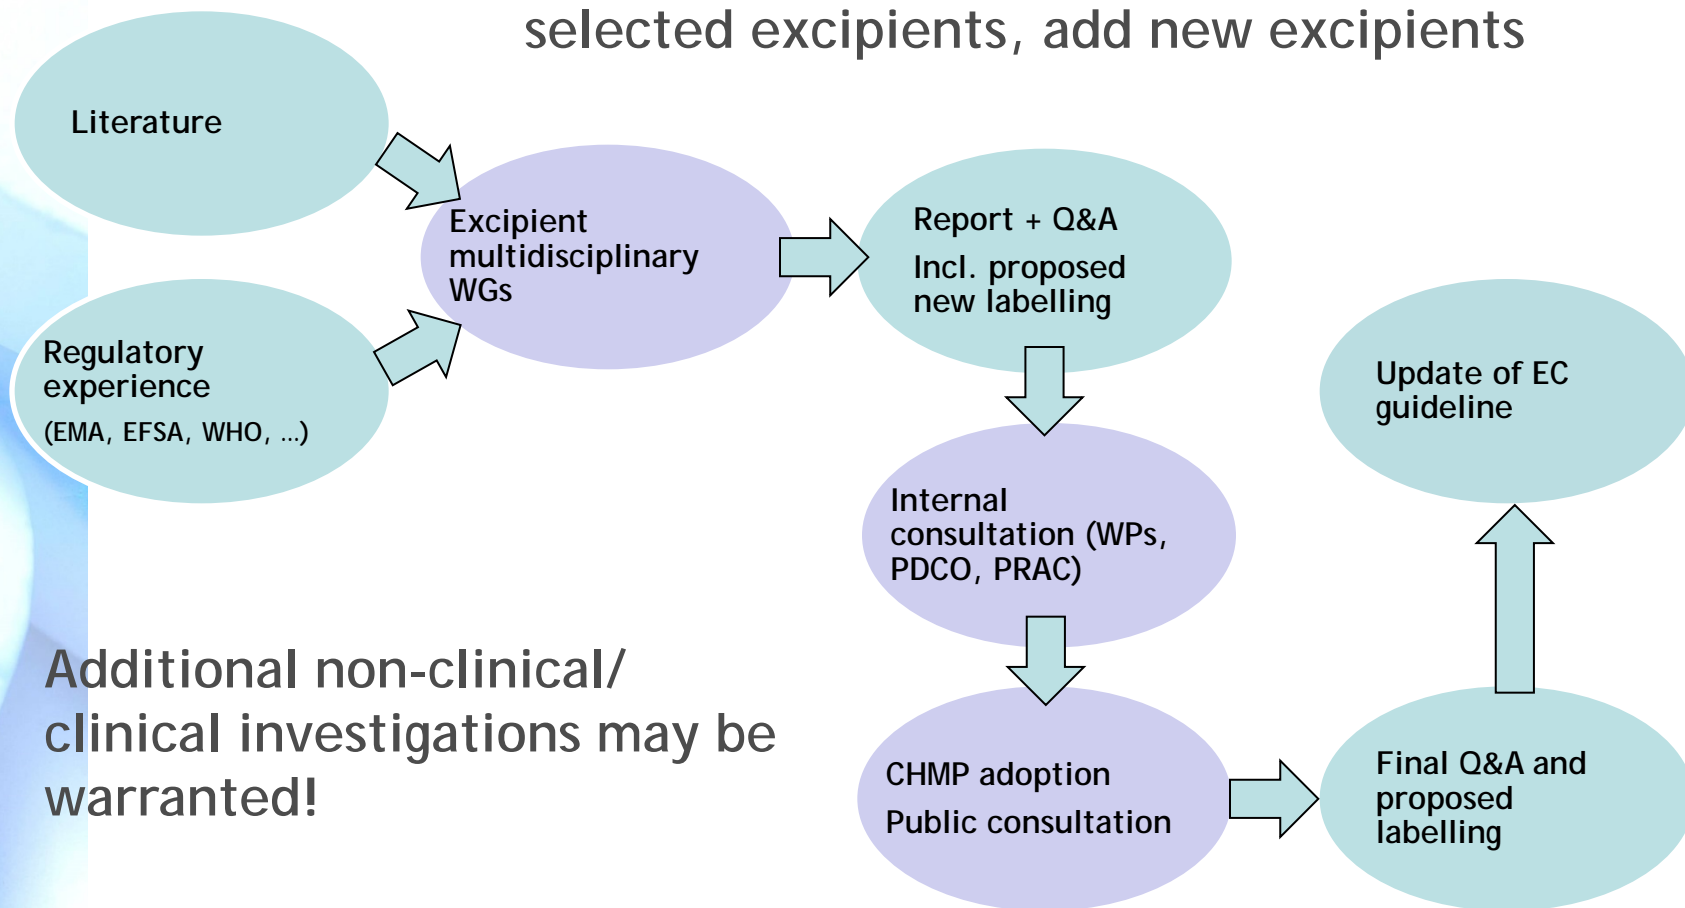 selected excipients, add new excipients
Literature
Regulatory
experience
(EMA, EFSA, WHO, ...)
Excipient
multidisciplinary
WGs
Report + Q&A
Incl. proposed
new labelling
Internal
consultation (WPs,
PDCO, PRAC)
CHMP adoption
Public consultation
Final Q&A and
proposed
labelling
Update of EC
guideline
Additional non-clinical/
clinical investigations may be
warranted!